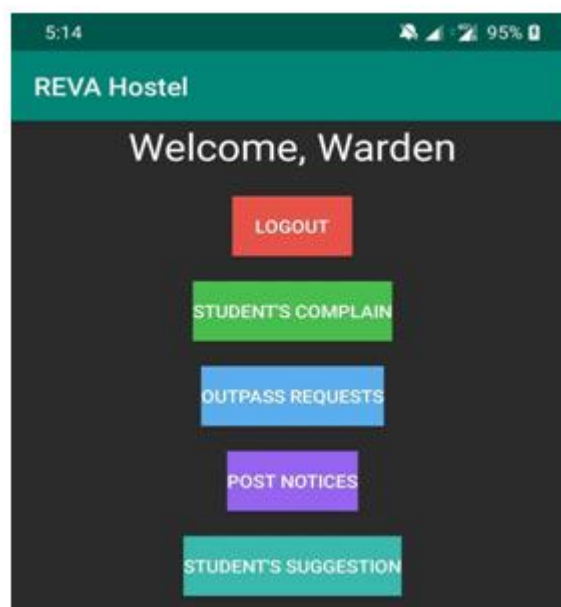 5:14 95%
REVA Hostel
Welcome, Warden
LOGOUT
STUDENT'S COMPLAIN
OUTPASS REQUESTS
POST NOTICES
STUDENT'S SUGGESTION